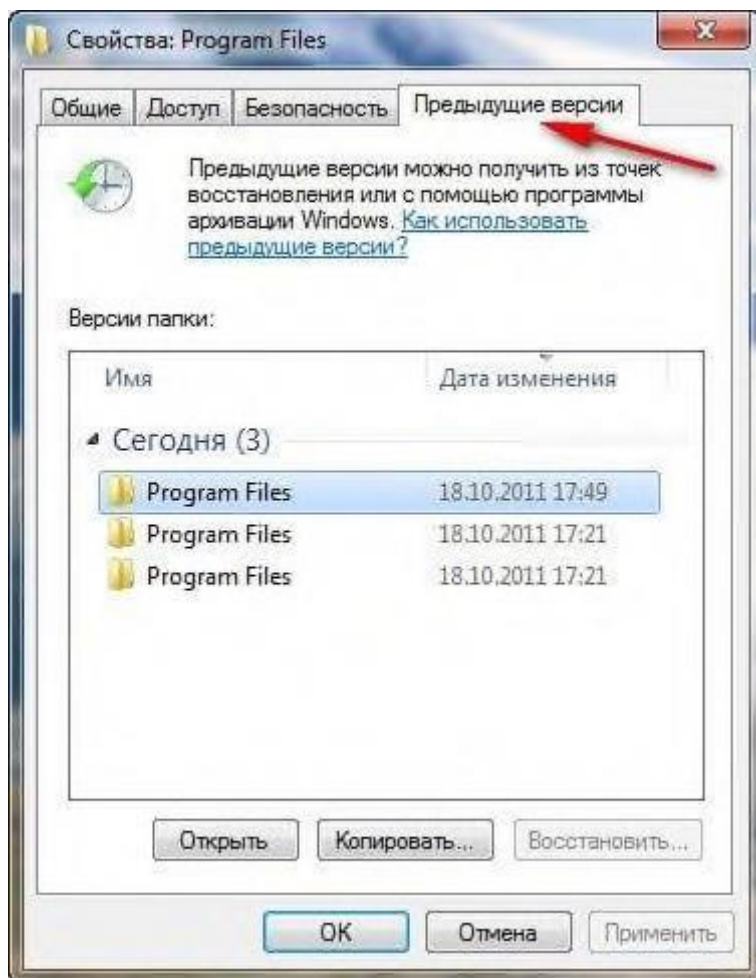 Свойства: Program Files
Общие Доступ Безопасность Предыдущие версии
Предыдущие версии можно получить из точек
восстановления или с помощью программы
архивации Windows. Как использовать
предыдущие версии?
Версии папки:
Имя Дата изменения
Сегодня (3)
Program Files 18.10.2011 17:49
Program Files 18.10.2011 17:21
Program Files 18.10.2011 17:21
Открыть Копировать... Восстановить...
ОК Отмена Применить